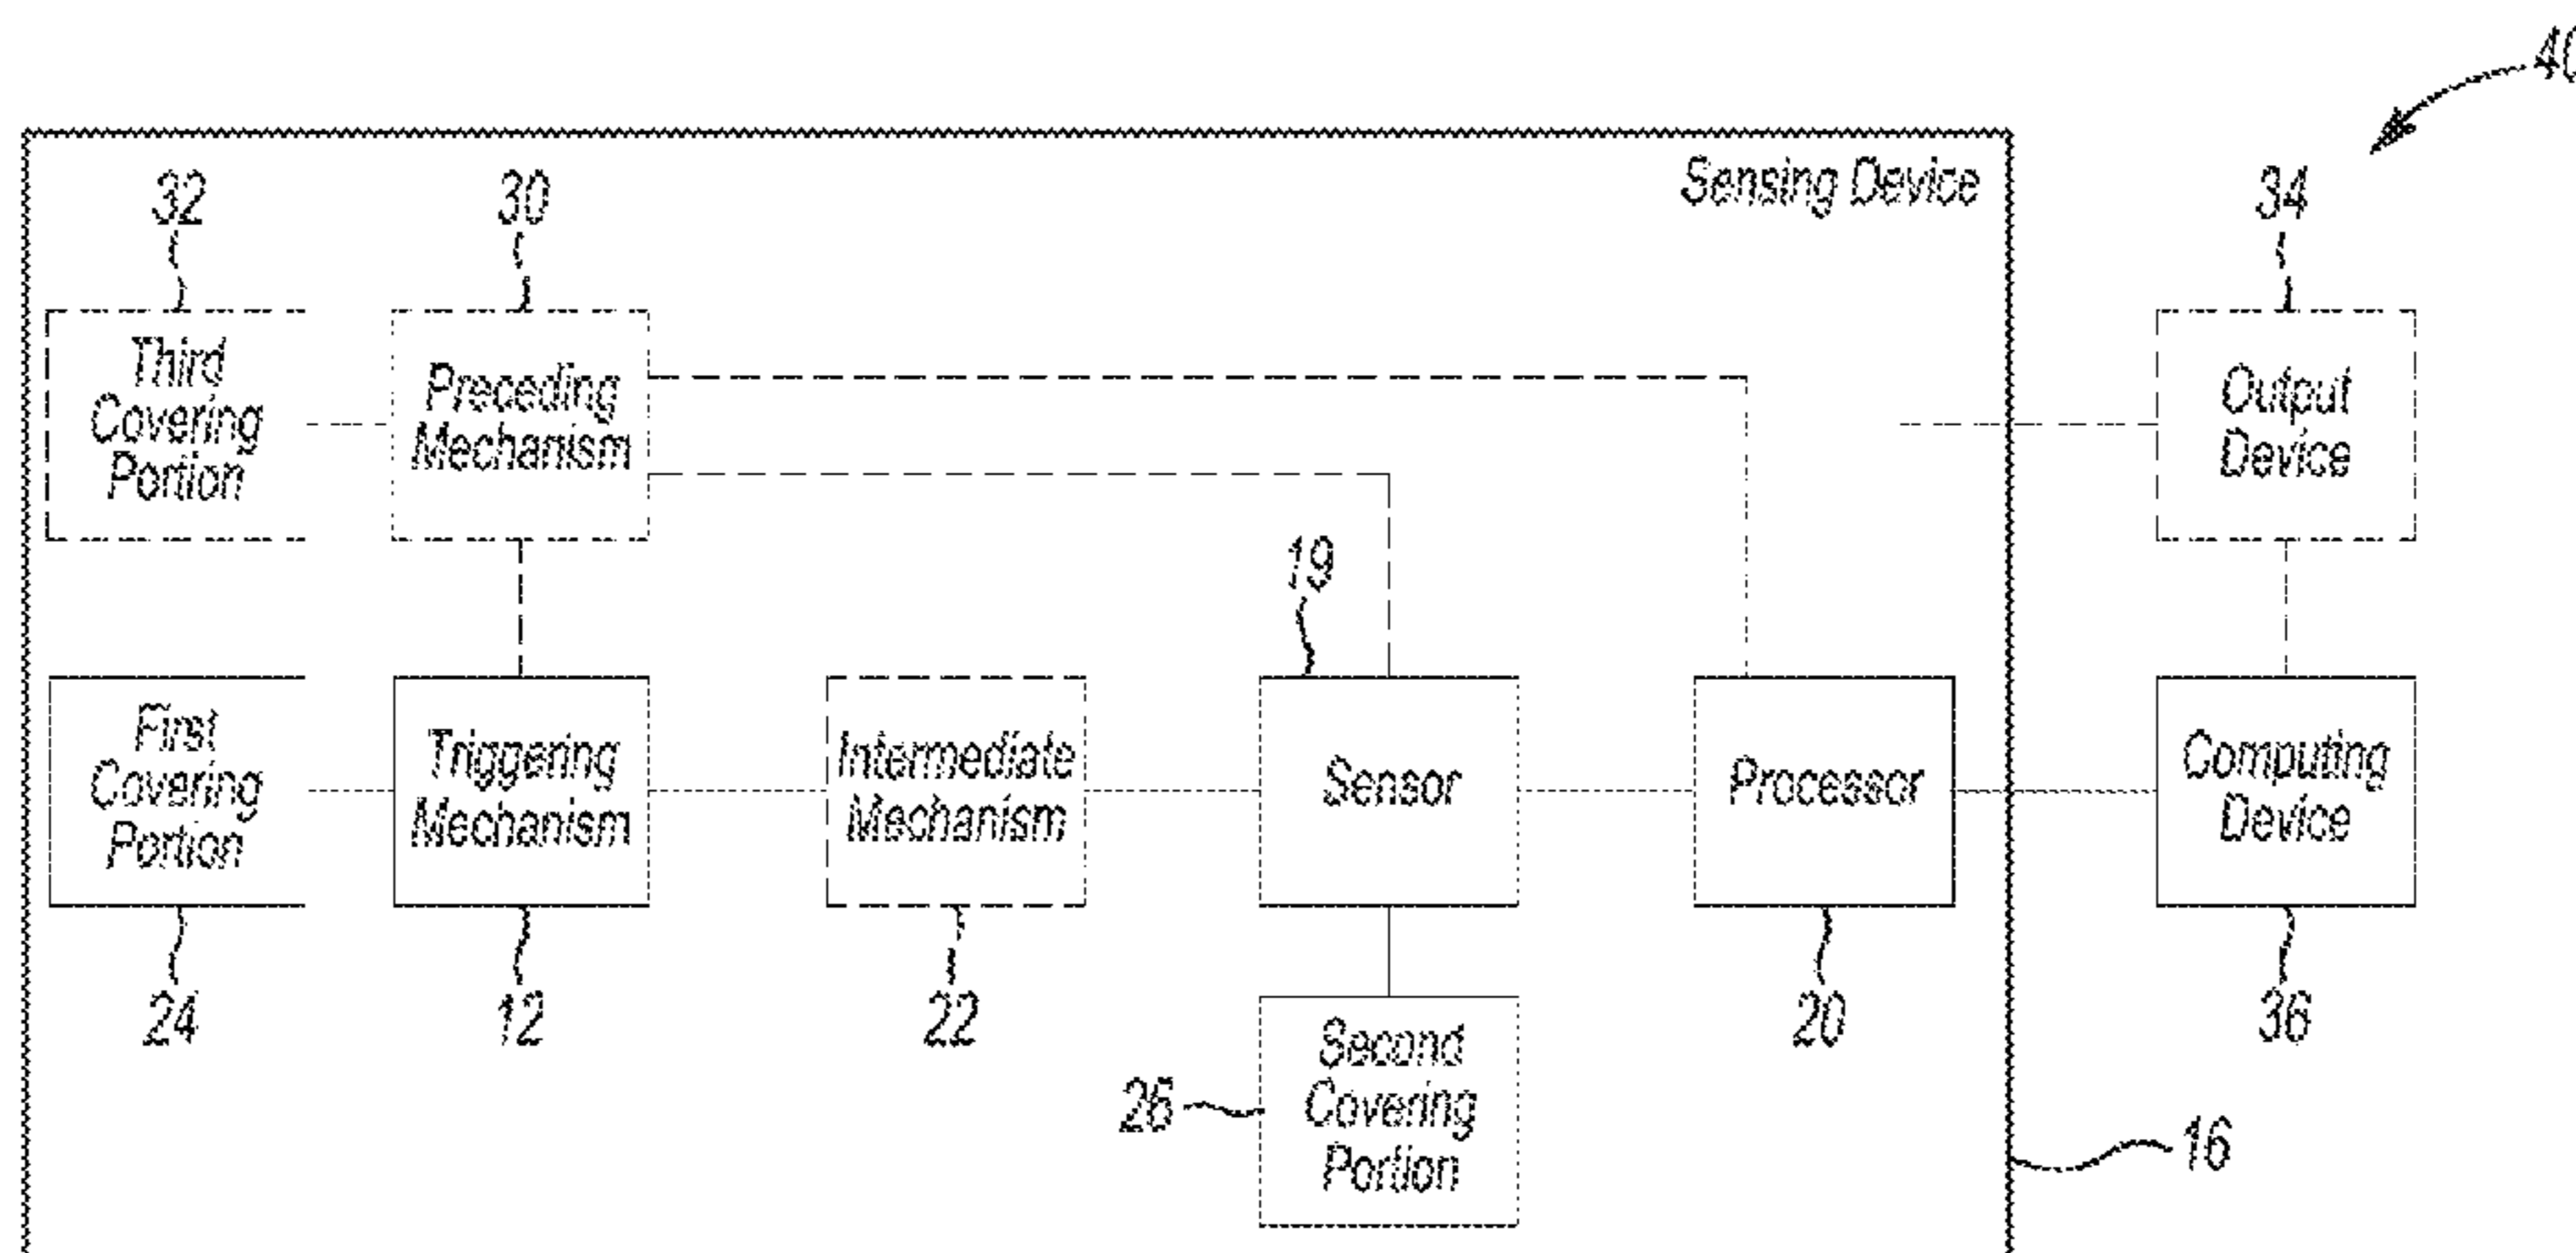 40
Sensing Device
32
30
34
Third
Covering
Portion
Preceding
Mechanism
Output
Device
19
First
Covering
Portion
Triggering
Mechanism
Intermediate
Mechanism
Sensor
Processor
Computing
Device
24
12
22
20
36
Second
Covering
Portion
26
16